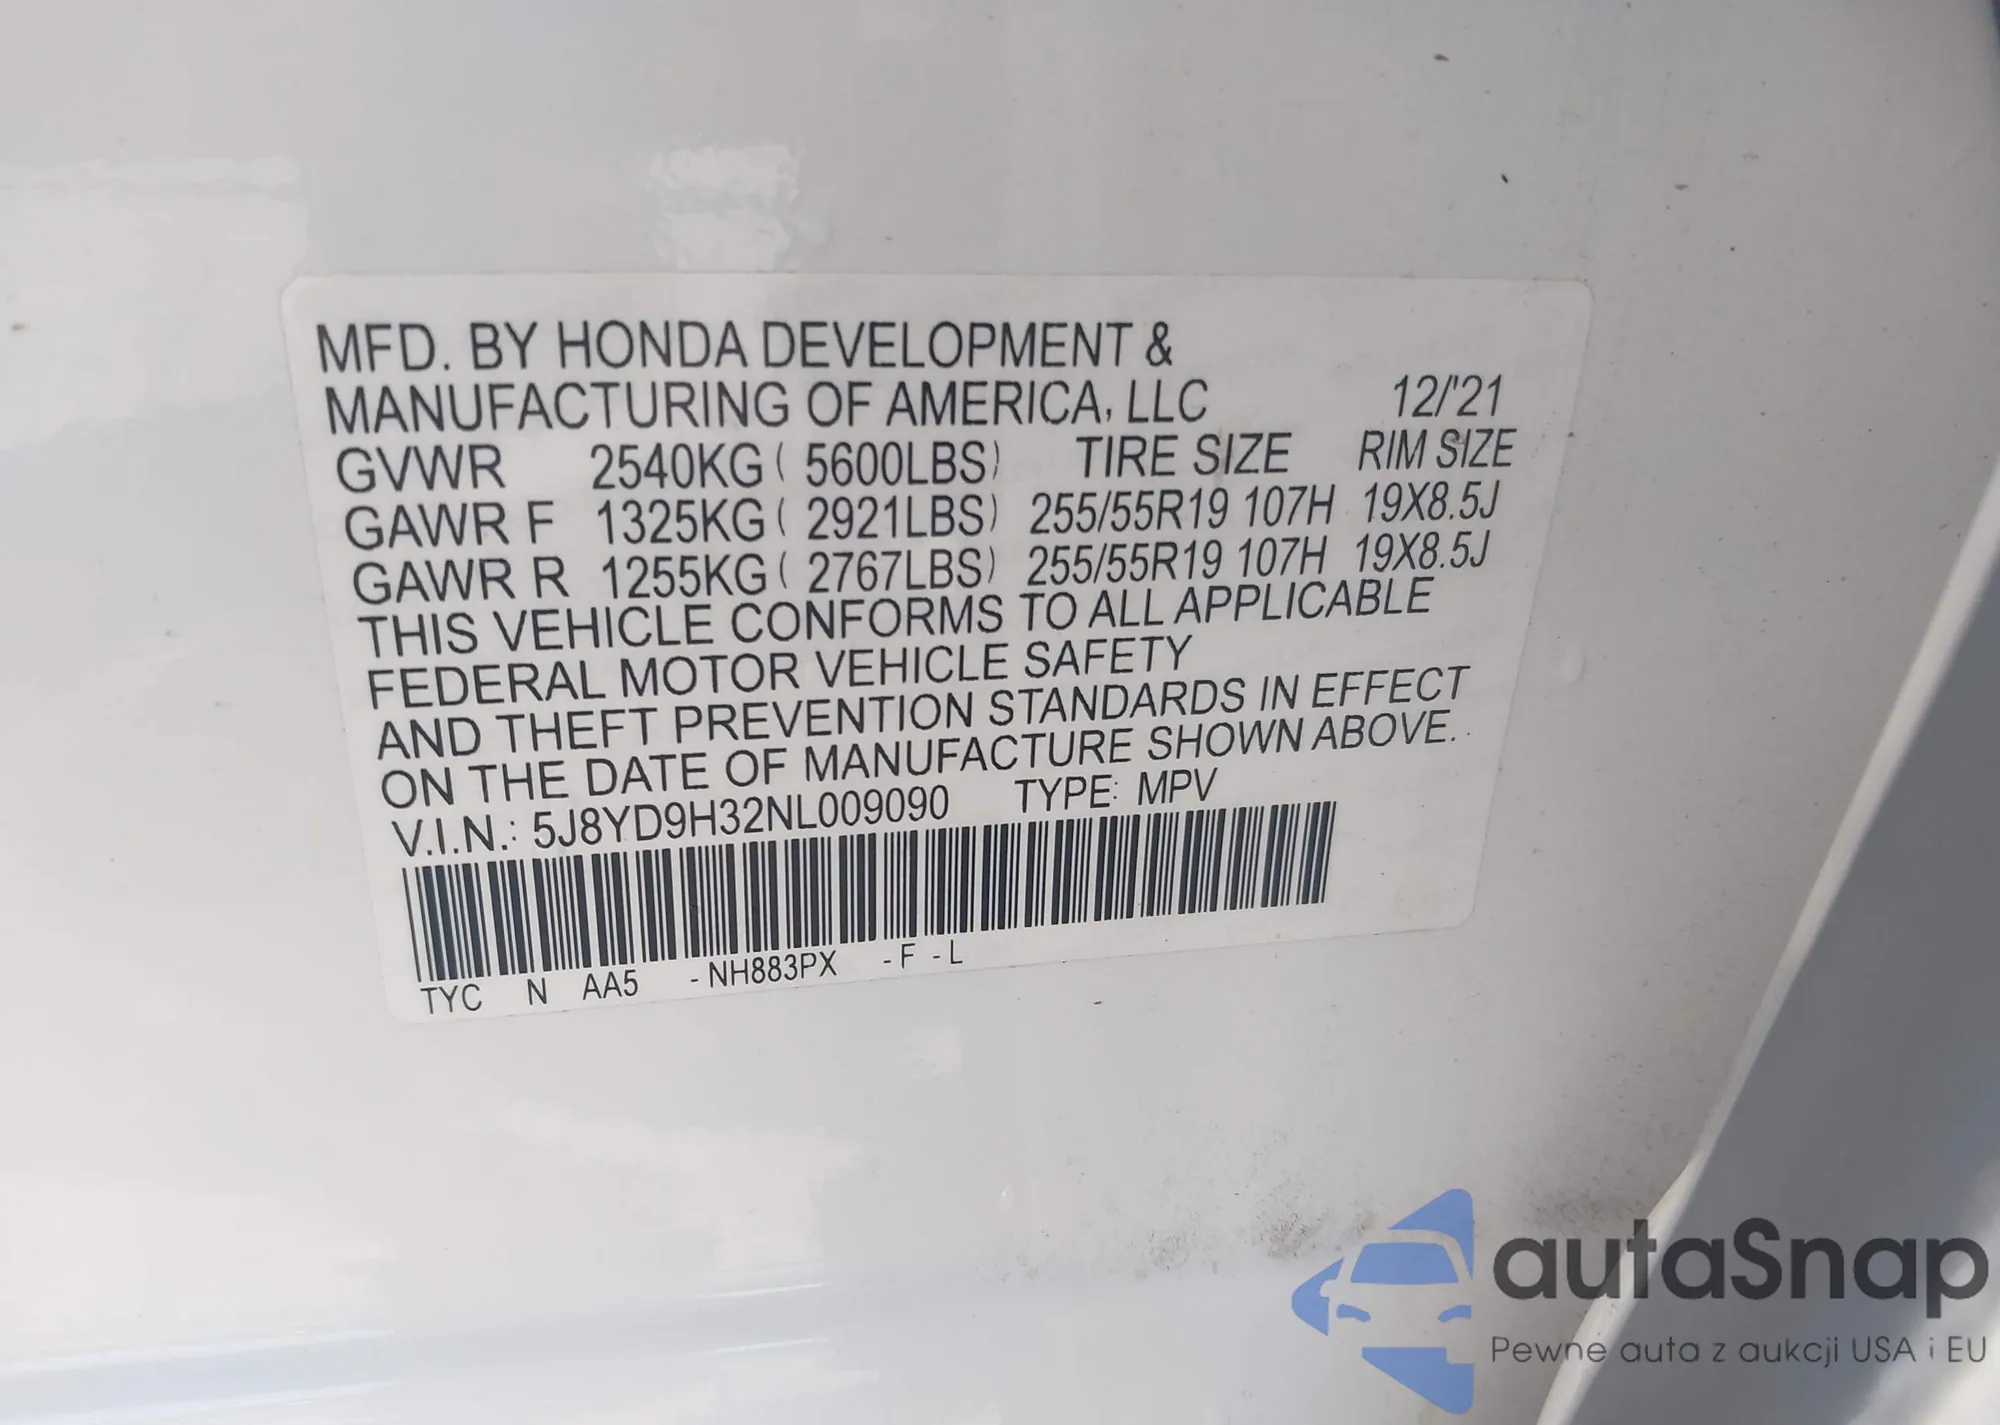 MFD. BY HONDA DEVELOPMENT &
MANUFACTURING OF AMERICA, LLC 12/'21
GVWR 2540KG ( 5600LBS) TIRE SIZE RIM SIZE
GAWR F 1325KG ( 2921LBS) 255/55R19 107H 19X8.5J
GAWR R 1255KG ( 2767LBS) 255/55R19 107H 19X8.5J
THIS VEHICLE CONFORMS TO ALL APPLICABLE
FEDERAL MOTOR VEHICLE SAFETY
AND THEFT PREVENTION STANDARDS IN EFFECT
ON THE DATE OF MANUFACTURE SHOWN ABOVE.
V.I.N.: 5J8YD9H32NL009090 TYPE: MPV
TYC N AA5 -NH883PX -F -L
autaSnap
Pewne auta z aukcji USA i EU